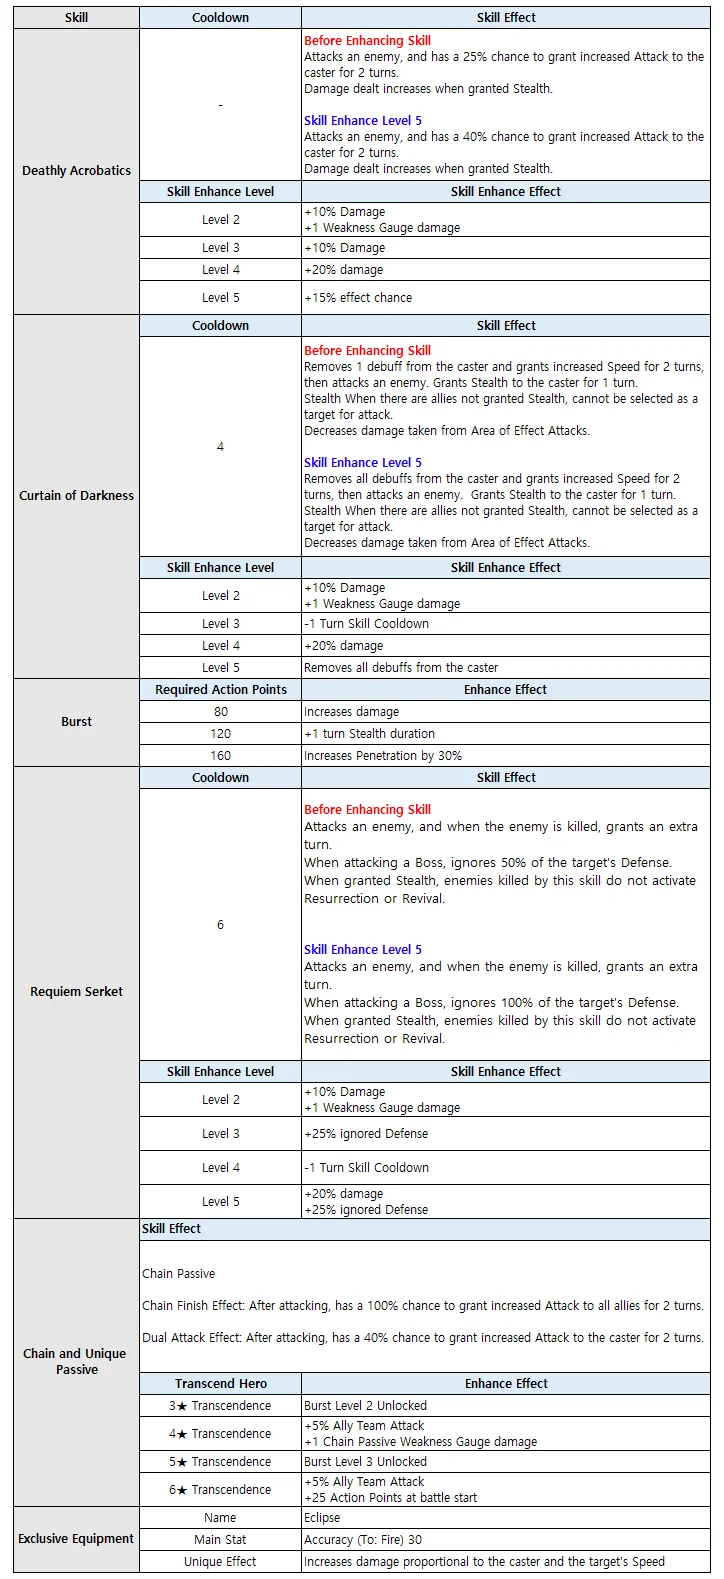 Skill Cooldown Skill Effect
Deathly Acrobatics
-
Before Enhancing Skill
Attacks an enemy, and has a 25% chance to grant increased Attack to the
caster for 2 turns.
Damage dealt increases when granted Stealth.
Skill Enhance Level 5
Attacks an enemy, and has a 40% chance to grant increased Attack to the
caster for 2 turns.
Damage dealt increases when granted Stealth.
Skill Enhance Level Skill Enhance Effect
Level 2
+10% Damage
+1 Weakness Gauge damage
Level 3 +10% Damage
Level 4 +20% damage
Level 5 +15% effect chance
Curtain of Darkness
Cooldown Skill Effect
4
Before Enhancing Skill
Removes 1 debuff from the caster and grants increased Speed for 2 turns,
then attacks an enemy. Grants Stealth to the caster for 1 turn.
Stealth When there are allies not granted Stealth, cannot be selected as a
target for attack.
Decreases damage taken from Area of Effect Attacks.
Skill Enhance Level 5
Removes all debuffs from the caster and grants increased Speed for 2
turns, then attacks an enemy.  Grants Stealth to the caster for 1 turn.
Stealth When there are allies not granted Stealth, cannot be selected as a
target for attack.
Decreases damage taken from Area of Effect Attacks.
Skill Enhance Level Skill Enhance Effect
Level 2
+10% Damage
+1 Weakness Gauge damage
Level 3 -1 Turn Skill Cooldown
Level 4 +20% damage
Level 5 Removes all debuffs from the caster
Burst
Required Action Points Enhance Effect
80 Increases damage
120 +1 turn Stealth duration
160 Increases Penetration by 30%
Requiem Serket
Cooldown Skill Effect
6
Before Enhancing Skill
Attacks an enemy, and when the enemy is killed, grants an extra
turn.
When attacking a Boss, ignores 50% of the target's Defense.
When granted Stealth, enemies killed by this skill do not activate
Resurrection or Revival.
Skill Enhance Level 5
Attacks an enemy, and when the enemy is killed, grants an extra
turn.
When attacking a Boss, ignores 100% of the target's Defense.
When granted Stealth, enemies killed by this skill do not activate
Resurrection or Revival.
Skill Enhance Level Skill Enhance Effect
Level 2
+10% Damage
+1 Weakness Gauge damage
Level 3 +25% ignored Defense
Level 4 -1 Turn Skill Cooldown
Level 5
+20% damage
+25% ignored Defense
Chain and Unique
Passive
Skill Effect
Chain Passive
Chain Finish Effect: After attacking, has a 100% chance to grant increased Attack to all allies for 2 turns.
Dual Attack Effect: After attacking, has a 40% chance to grant increased Attack to the caster for 2 turns.
Transcend Hero Enhance Effect
3★ Transcendence Burst Level 2 Unlocked
4★ Transcendence
+5% Ally Team Attack
+1 Chain Passive Weakness Gauge damage
5★ Transcendence Burst Level 3 Unlocked
6★ Transcendence
+5% Ally Team Attack
+25 Action Points at battle start
Exclusive Equipment
Name Eclipse
Main Stat Accuracy (To: Fire) 30
Unique Effect Increases damage proportional to the caster and the target's Speed